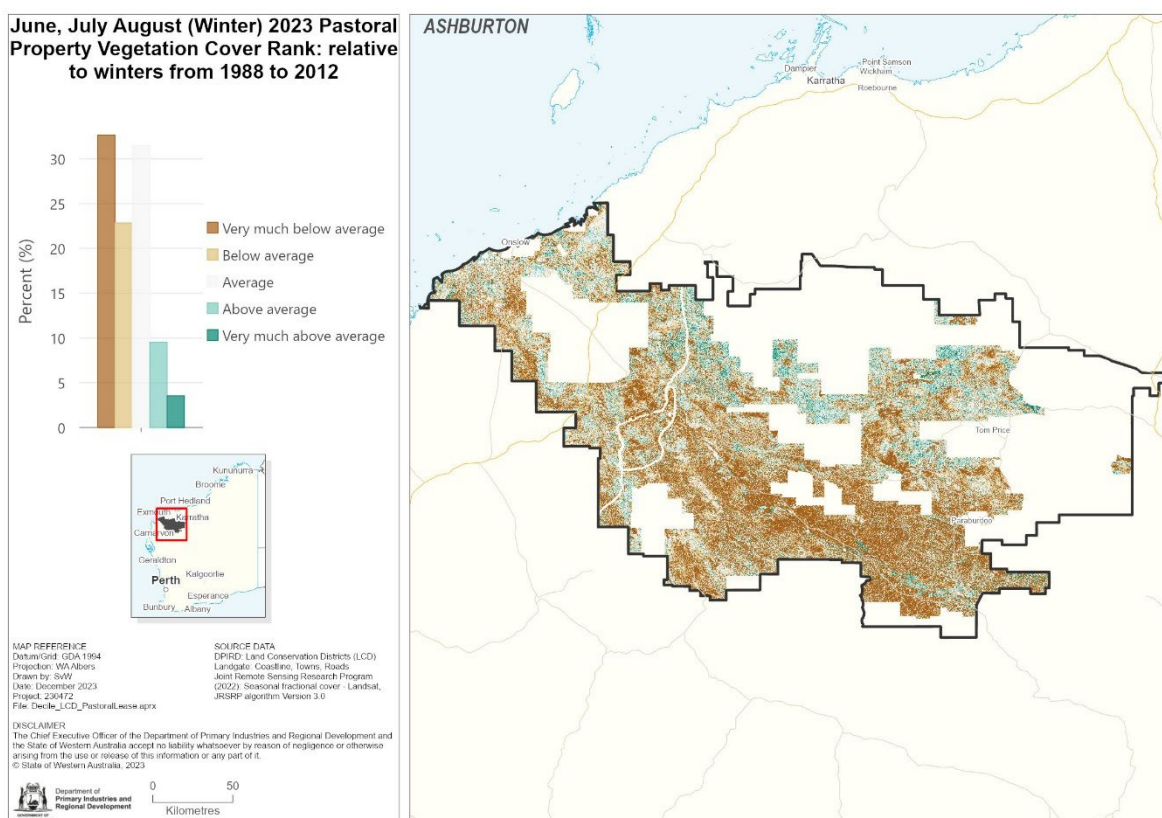 June, July August (Winter) 2023 Pastoral
Property Vegetation Cover Rank: relative
to winters from 1988 to 2012
Percent (%)
30
25
20
15
10
5
0
Very much below average
Below average
Average
Above average
Very much above average
Kununurra
Broome
Port Hedland
Exmouth
Karratha
Carnarvon
Geraldton
Kalgoorlie
Perth
Esperance
Bunbury
Albany
MAP REFERENCE
Datum/Grid: GDA 1994
Projection: WA Albers
Drawn by: SvW
Date: December 2023
Project: 230472
File: Decile_LCD_PastoralLease.aprx
SOURCE DATA
DPIRD: Land Conservation Districts (LCD)
Landgate: Coastline, Towns, Roads
Joint Remote Sensing Research Program
(2022): Seasonal fractional cover - Landsat,
JRSRP algorithm Version 3.0
DISCLAIMER
The Chief Executive Officer of the Department of Primary Industries and Regional Development and
the State of Western Australia accept no liability whatsoever by reason of negligence or otherwise
arising from the use or release of this information or any part of it.
© State of Western Australia, 2023
Department of
Primary Industries and
Regional Development
GOVERNMENT OF
0 50
Kilometres
ASHBURTON
Dampier
Karratha
Point Samson
Wickham
Roebourne
Onslow
Tom Price
Paraburdoo